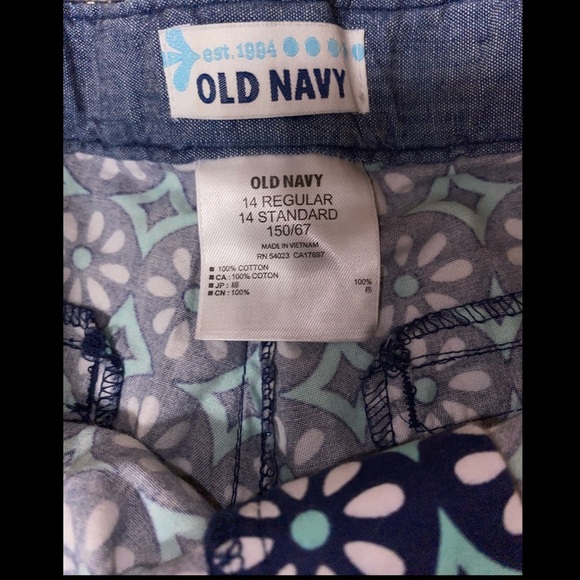 est.1994
OLD NAVY
OLD NAVY
14 REGULAR
14 STANDARD
150/67
MADE IN VIETNAM
RN 54023 CA17897
■ 100% COTTON
■ CA : 100% COTON
■ JP : 綿 100%
■ CN : 100% 棉